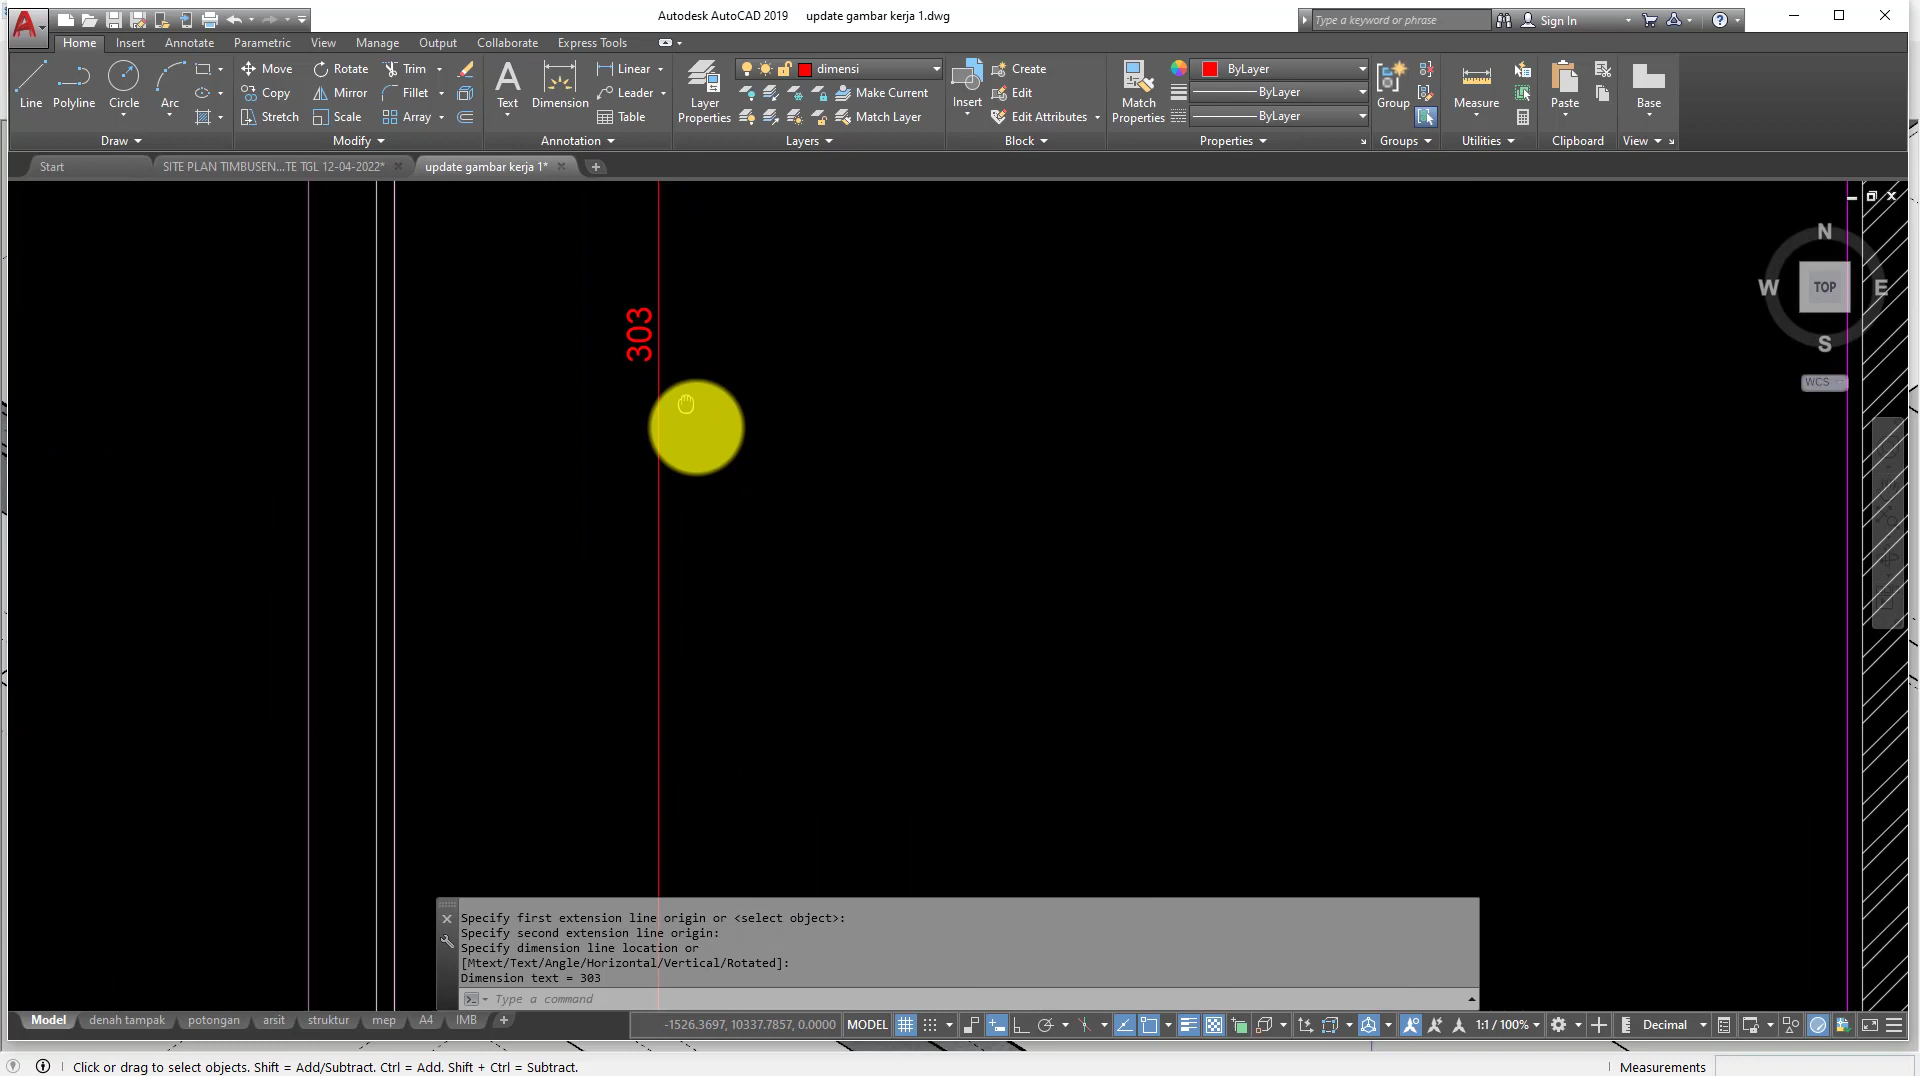 Autodesk AutoCAD 2019 update gambar kerja 1.dwg
Type a keyword or phrase
Sign In
Home Insert Annotate Parametric View Manage Output Collaborate Express Tools
Line Polyline Circle Arc
Move Rotate Trim
Copy Mirror Fillet
Stretch Scale Array
Text Dimension
Linear
Leader
Table
Layer Properties
dimensi
Make Current
Match Layer
Insert
Create
Edit
Edit Attributes
Match Properties
ByLayer
ByLayer
ByLayer
Group
Measure
Paste
Base
Draw Modify Annotation Layers Block Properties Groups Utilities Clipboard View
Start SITE PLAN TIMBUSEN...TE TGL 12-04-2022* update gambar kerja 1*
N
W TOP E
S
WCS
303
Specify first extension line origin or <select object>:
Specify second extension line origin:
Specify dimension line location or
[Mtext/Text/Angle/Horizontal/Vertical/Rotated]:
Dimension text = 303
Type a command
Model denah tampak potongan arsit struktur mep A4 IMB
-1526.3697, 10337.7857, 0.0000 MODEL 1:1 / 100% Decimal
Click or drag to select objects. Shift = Add/Subtract. Ctrl = Add. Shift + Ctrl = Subtract.
Measurements